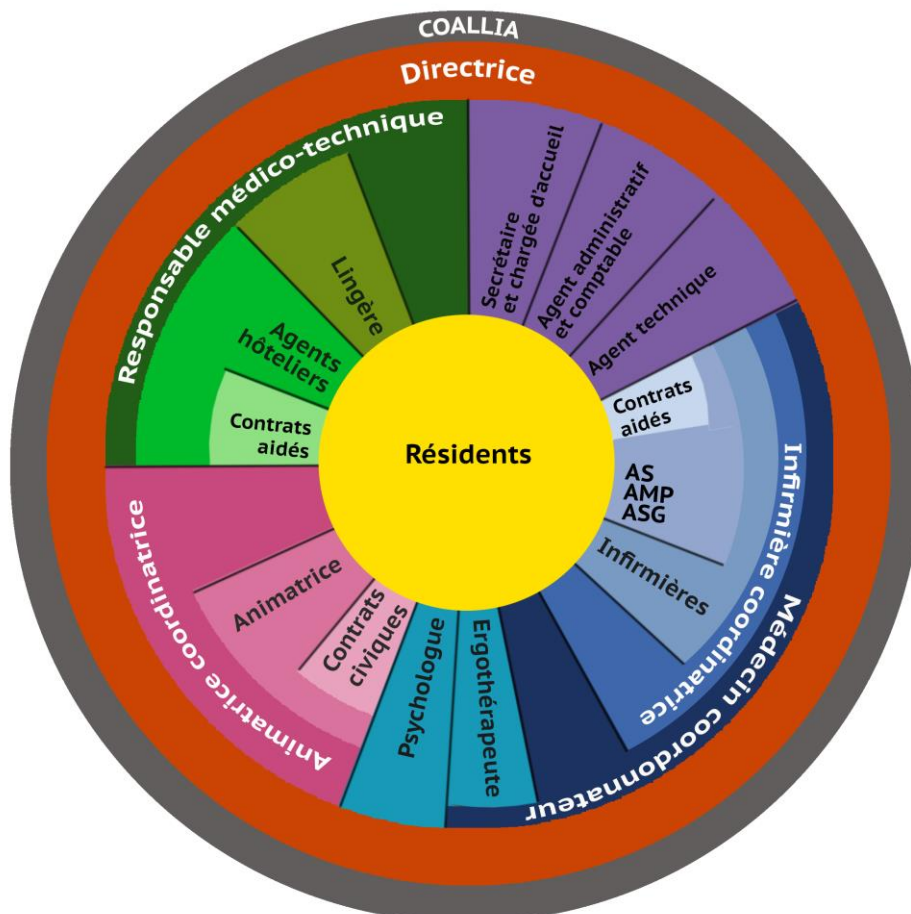 COALLIA
Directrice
Responsable médico-technique
Lingère
Agents
hôteliers
Contrats
aidés
Secrétaire
et chargée d'accueil
Agent administratif
et comptable
Agent technique
Contrats
aidés
AS
AMP
ASG
Infirmières
Infirmière coordinatrice
Médecin coordonnateur
Ergothérapeute
Psychologue
Animatrice coordinatrice
Animatrice
Contrats
civiques
Résidents